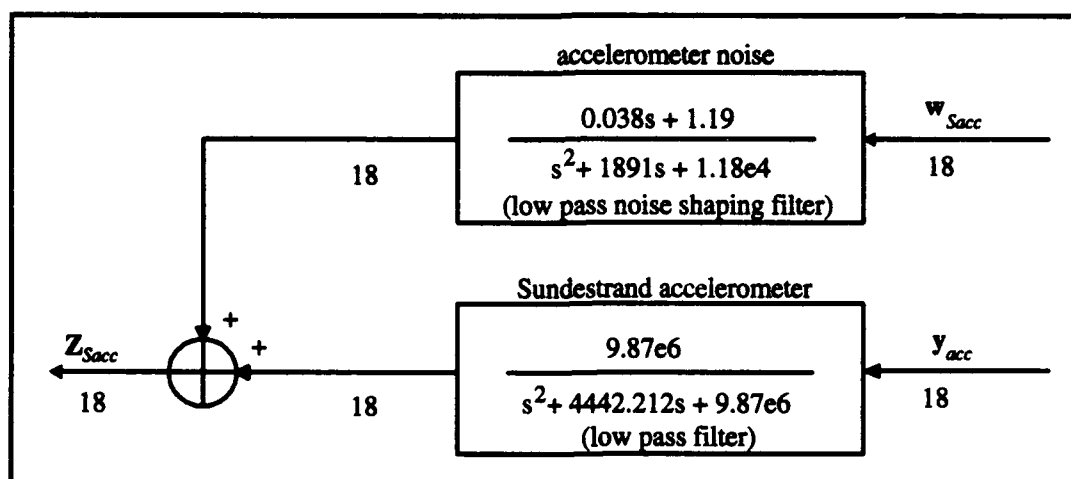 accelerometer noise
0.038s + 1.19
s² + 1891s + 1.18e4
(low pass noise shaping filter)
w_Sacc
18
18
Sundestrand accelerometer
9.87e6
s² + 4442.212s + 9.87e6
(low pass filter)
y_acc
18
18
+
+
Z_Sacc
18